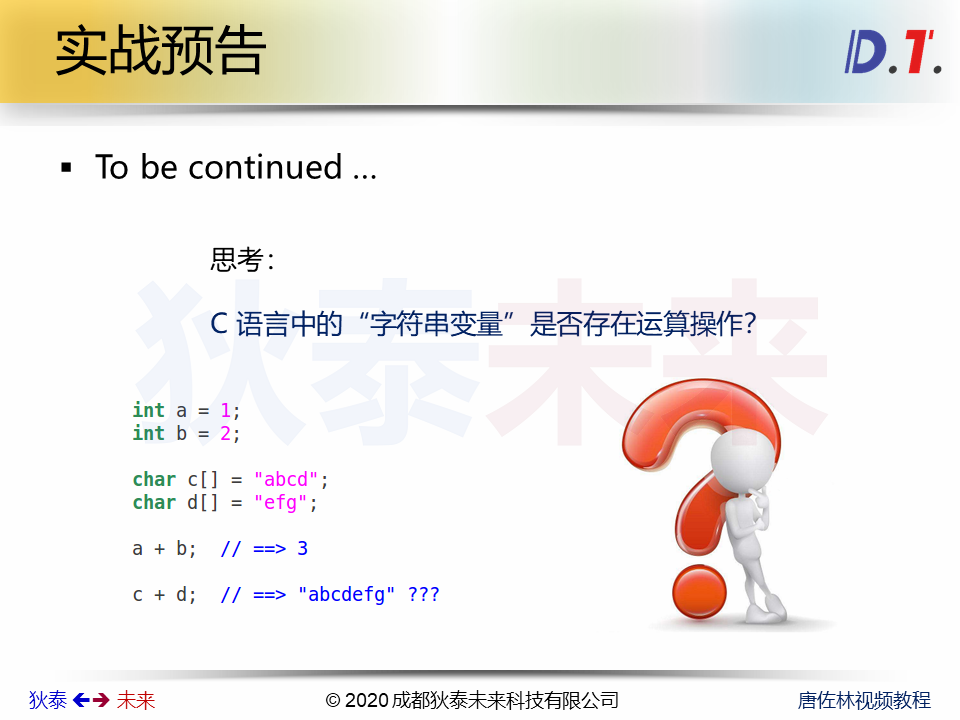 实战预告
D.T.
▪ To be continued …
思考：
C 语言中的“字符串变量”是否存在运算操作？
狄泰未来
int a = 1;
int b = 2;
char c[] = "abcd";
char d[] = "efg";
a + b;  // ==> 3
c + d;  // ==> "abcdefg" ???
狄泰 未来
© 2020 成都狄泰未来科技有限公司
唐佐林视频教程